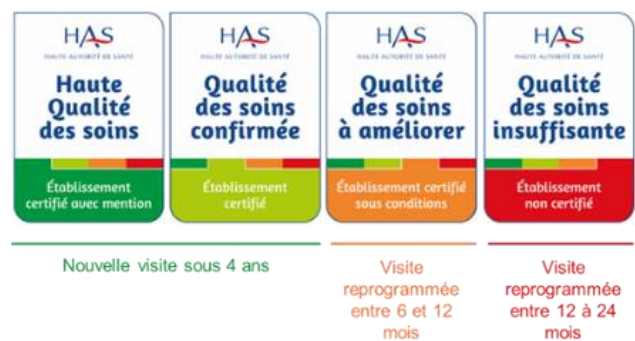 HAS
HAUTE AUTORITÉ DE SANTÉ
Haute
Qualité
des soins
Établissement
certifié avec mention
HAS
HAUTE AUTORITÉ DE SANTÉ
Qualité
des soins
confirmée
Établissement
certifié
HAS
HAUTE AUTORITÉ DE SANTÉ
Qualité
des soins
à améliorer
Établissement certifié
sous conditions
HAS
HAUTE AUTORITÉ DE SANTÉ
Qualité
des soins
insuffisante
Établissement
non certifié
Nouvelle visite sous 4 ans
Visite
reprogrammée
entre 6 et 12
mois
Visite
reprogrammée
entre 12 à 24
mois